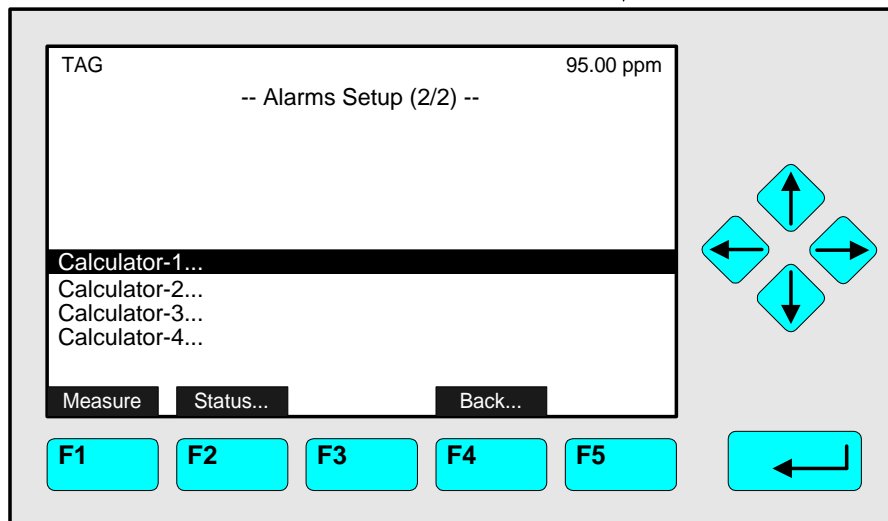 TAG 95.00 ppm
-- Alarms Setup (2/2) --
Calculator-1...
Calculator-2...
Calculator-3...
Calculator-4...
Measure Status... Back...
F1 F2 F3 F4 F5